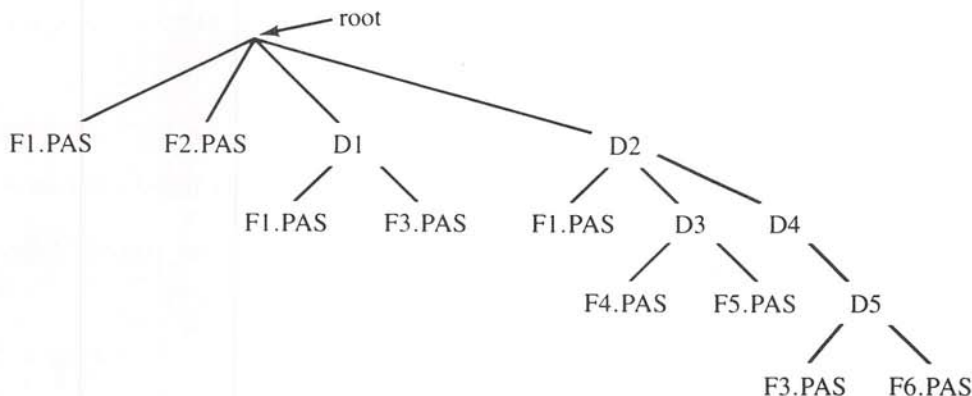 root
F1.PAS F2.PAS D1 D2
F1.PAS F3.PAS F1.PAS D3 D4
F4.PAS F5.PAS D5
F3.PAS F6.PAS